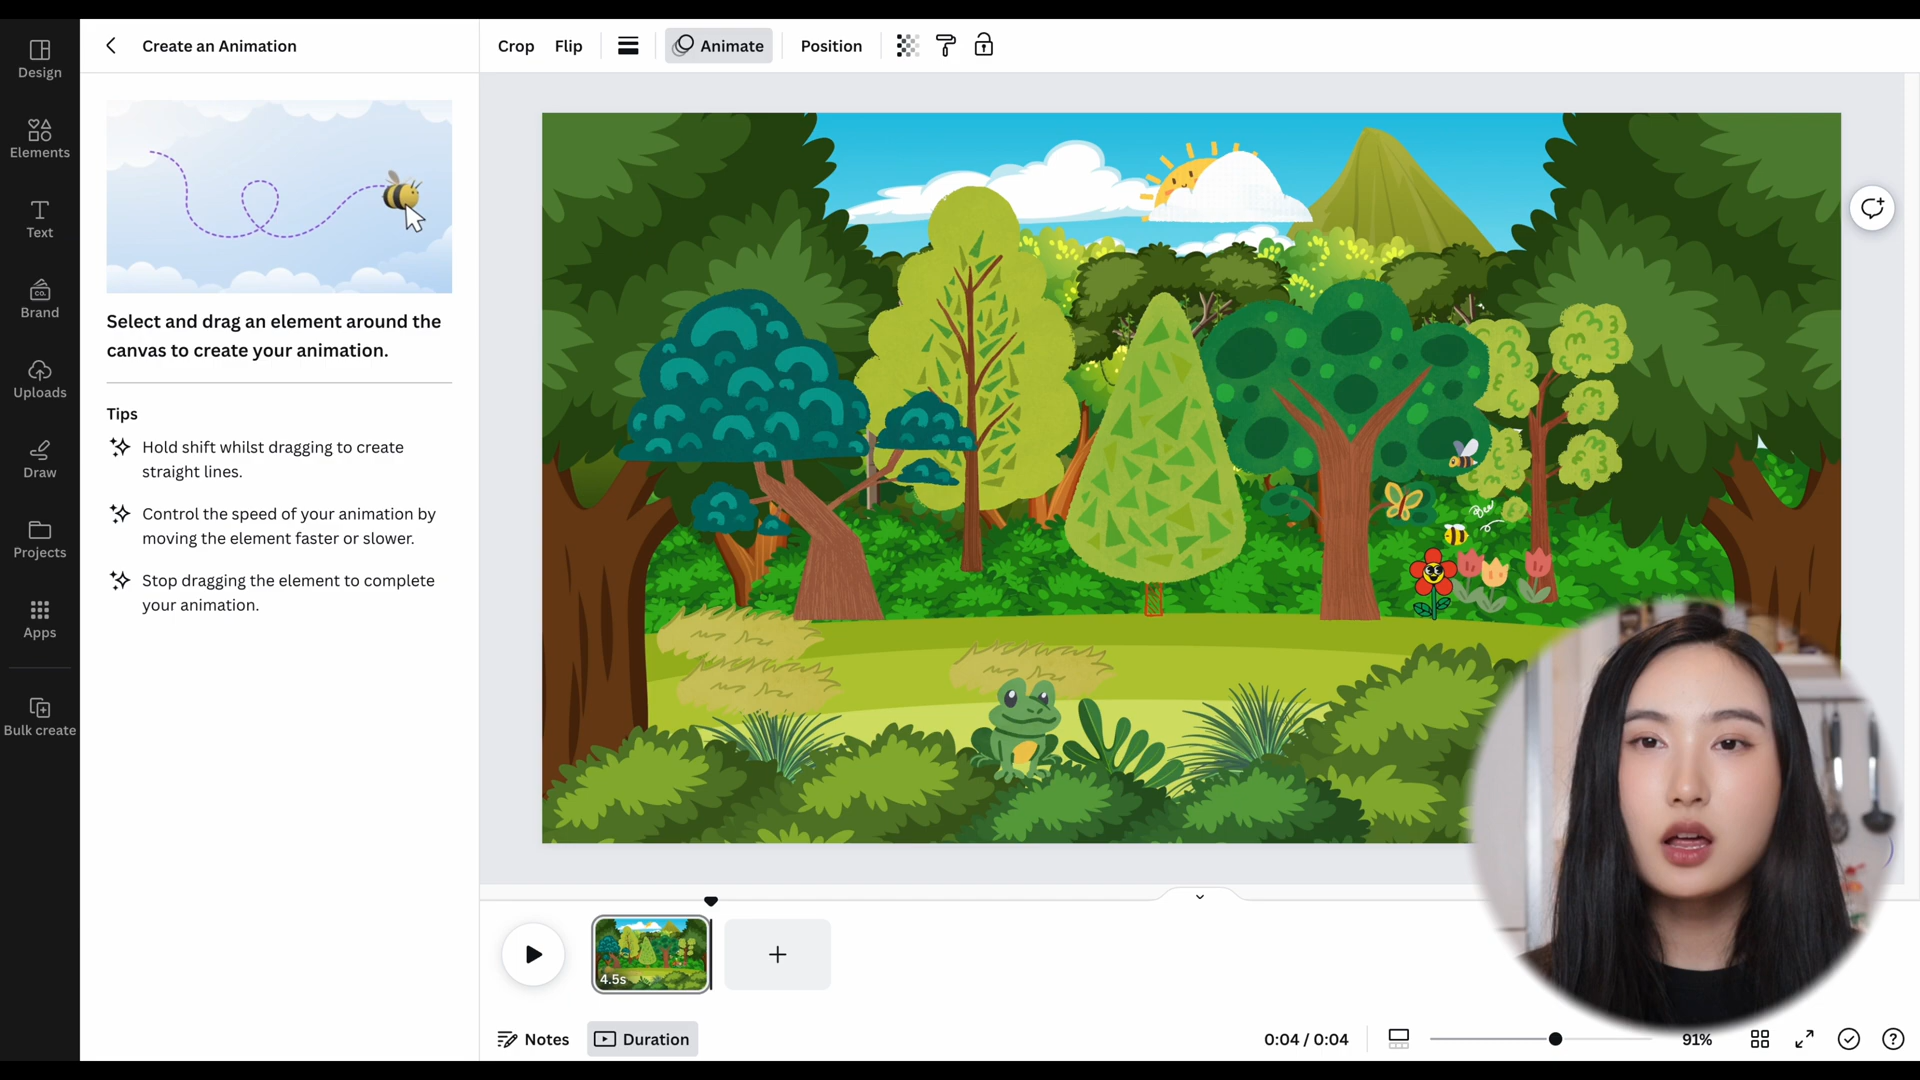 Design
Elements
Text
CO.
Brand
Uploads
Draw
Projects
Apps
Bulk create
Create an Animation
Select and drag an element around the
canvas to create your animation.
Tips
Hold shift whilst dragging to create
straight lines.
Control the speed of your animation by
moving the element faster or slower.
Stop dragging the element to complete
your animation.
Crop
Flip
Animate
Position
Bee
4.5s
+
Notes
Duration
0:04 / 0:04
91%
?